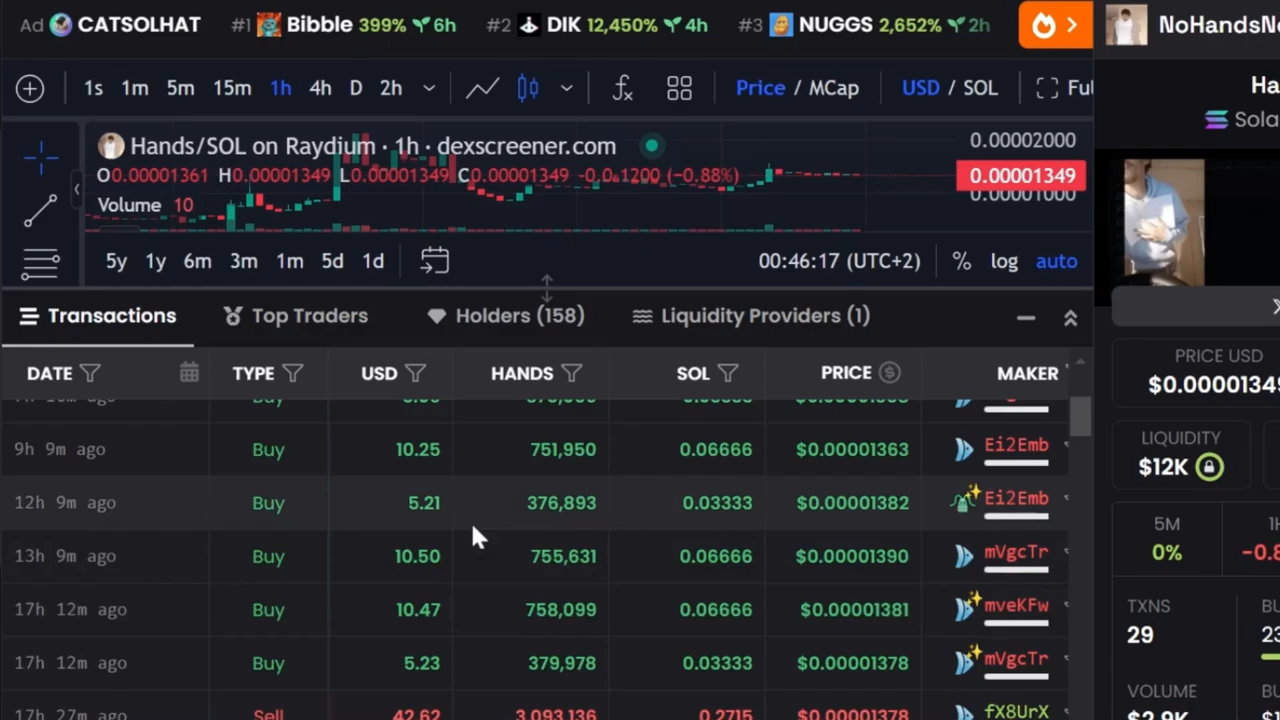 Ad CATSOLHAT #1 Bibble 399% 6h #2 DIK 12,450% 4h #3 NUGGS 2,652% 2h
NoHandsNo
1s 1m 5m 15m 1h 4h D 2h Price / MCap USD / SOL Ful
Ha
Sola
Hands/SOL on Raydium · 1h · dexscreener.com
0.00002000
O0.00001361 H0.00001349 L0.00001349 C0.00001349 -0.0₆1200 (−0.88%)
0.00001349
0.00001000
Volume 10
5y 1y 6m 3m 1m 5d 1d 00:46:17 (UTC+2) % log auto
Transactions Top Traders Holders (158) Liquidity Providers (1)
DATE TYPE USD HANDS SOL PRICE MAKER
9h 9m ago Buy 10.25 751,950 0.06666 $0.00001363 Ei2Emb
12h 9m ago Buy 5.21 376,893 0.03333 $0.00001382 Ei2Emb
13h 9m ago Buy 10.50 755,631 0.06666 $0.00001390 mVgcTr
17h 12m ago Buy 10.47 758,099 0.06666 $0.00001381 mveKFw
17h 12m ago Buy 5.23 379,978 0.03333 $0.00001378 mVgcTr
17h 27m ago Sell 42.62 3,093,136 0.2715 $0.00001378 fX8UrX
PRICE USD
$0.00001349
LIQUIDITY
$12K
5M 1H
0% -0.8
TXNS BU
29 23
VOLUME BU
$2.9K